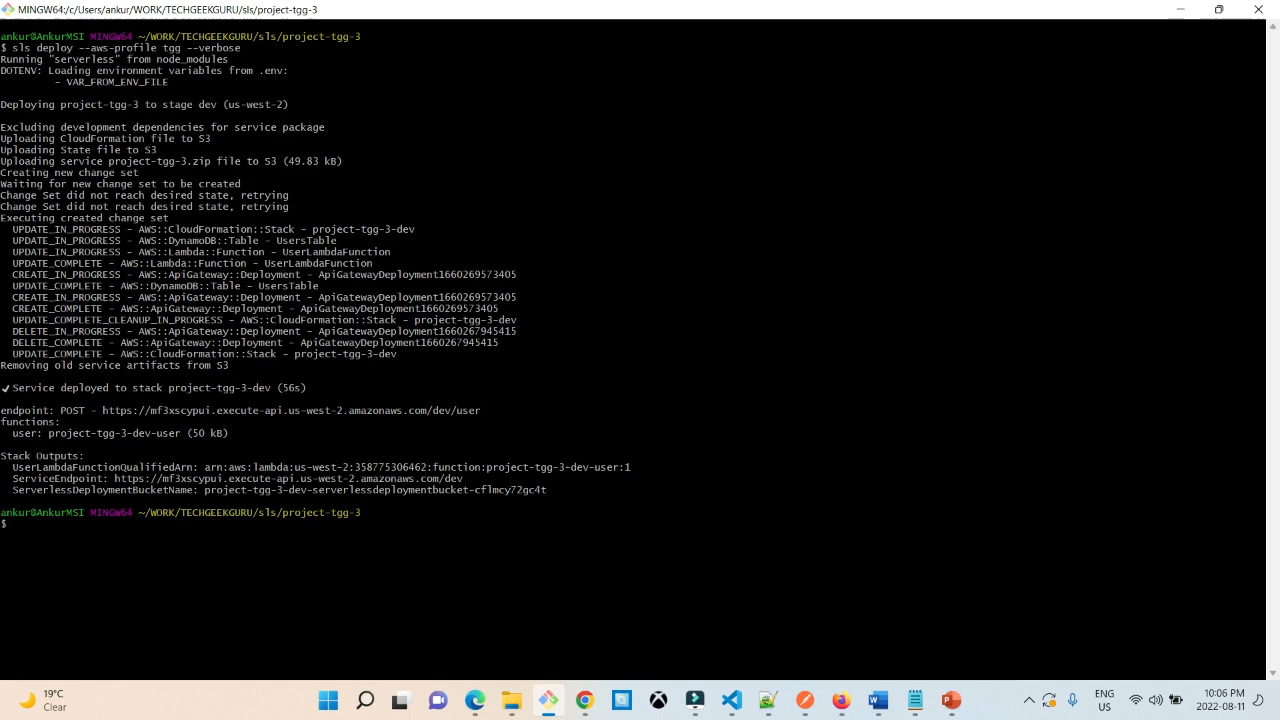 MINGW64:/c/Users/ankur/WORK/TECHGEEKGURU/sls/project-tgg-3
ankur@AnkurMSI MINGW64 ~/WORK/TECHGEEKGURU/sls/project-tgg-3
$ sls deploy --aws-profile tgg --verbose
Running "serverless" from node_modules
DOTENV: Loading environment variables from .env:
- VAR_FROM_ENV_FILE
Deploying project-tgg-3 to stage dev (us-west-2)
Excluding development dependencies for service package
Uploading CloudFormation file to S3
Uploading State file to S3
Uploading service project-tgg-3.zip file to S3 (49.83 kB)
Creating new change set
Waiting for new change set to be created
Change Set did not reach desired state, retrying
Change Set did not reach desired state, retrying
Executing created change set
UPDATE_IN_PROGRESS - AWS::CloudFormation::Stack - project-tgg-3-dev
UPDATE_IN_PROGRESS - AWS::DynamoDB::Table - UsersTable
UPDATE_IN_PROGRESS - AWS::Lambda::Function - UserLambdaFunction
UPDATE_COMPLETE - AWS::Lambda::Function - UserLambdaFunction
CREATE_IN_PROGRESS - AWS::ApiGateway::Deployment - ApiGatewayDeployment1660269573405
UPDATE_COMPLETE - AWS::DynamoDB::Table - UsersTable
CREATE_IN_PROGRESS - AWS::ApiGateway::Deployment - ApiGatewayDeployment1660269573405
CREATE_COMPLETE - AWS::ApiGateway::Deployment - ApiGatewayDeployment1660269573405
UPDATE_COMPLETE_CLEANUP_IN_PROGRESS - AWS::CloudFormation::Stack - project-tgg-3-dev
DELETE_IN_PROGRESS - AWS::ApiGateway::Deployment - ApiGatewayDeployment1660267945415
DELETE_COMPLETE - AWS::ApiGateway::Deployment - ApiGatewayDeployment1660267945415
UPDATE_COMPLETE - AWS::CloudFormation::Stack - project-tgg-3-dev
Removing old service artifacts from S3
✔ Service deployed to stack project-tgg-3-dev (56s)
endpoint: POST - https://mf3xscypui.execute-api.us-west-2.amazonaws.com/dev/user
functions:
user: project-tgg-3-dev-user (50 kB)
Stack Outputs:
UserLambdaFunctionQualifiedArn: arn:aws:lambda:us-west-2:358775306462:function:project-tgg-3-dev-user:1
ServiceEndpoint: https://mf3xscypui.execute-api.us-west-2.amazonaws.com/dev
ServerlessDeploymentBucketName: project-tgg-3-dev-serverlessdeploymentbucket-cflmcy72gc4t
ankur@AnkurMSI MINGW64 ~/WORK/TECHGEEKGURU/sls/project-tgg-3
$
19°C
Clear
ENG
US
10:06 PM
2022-08-11